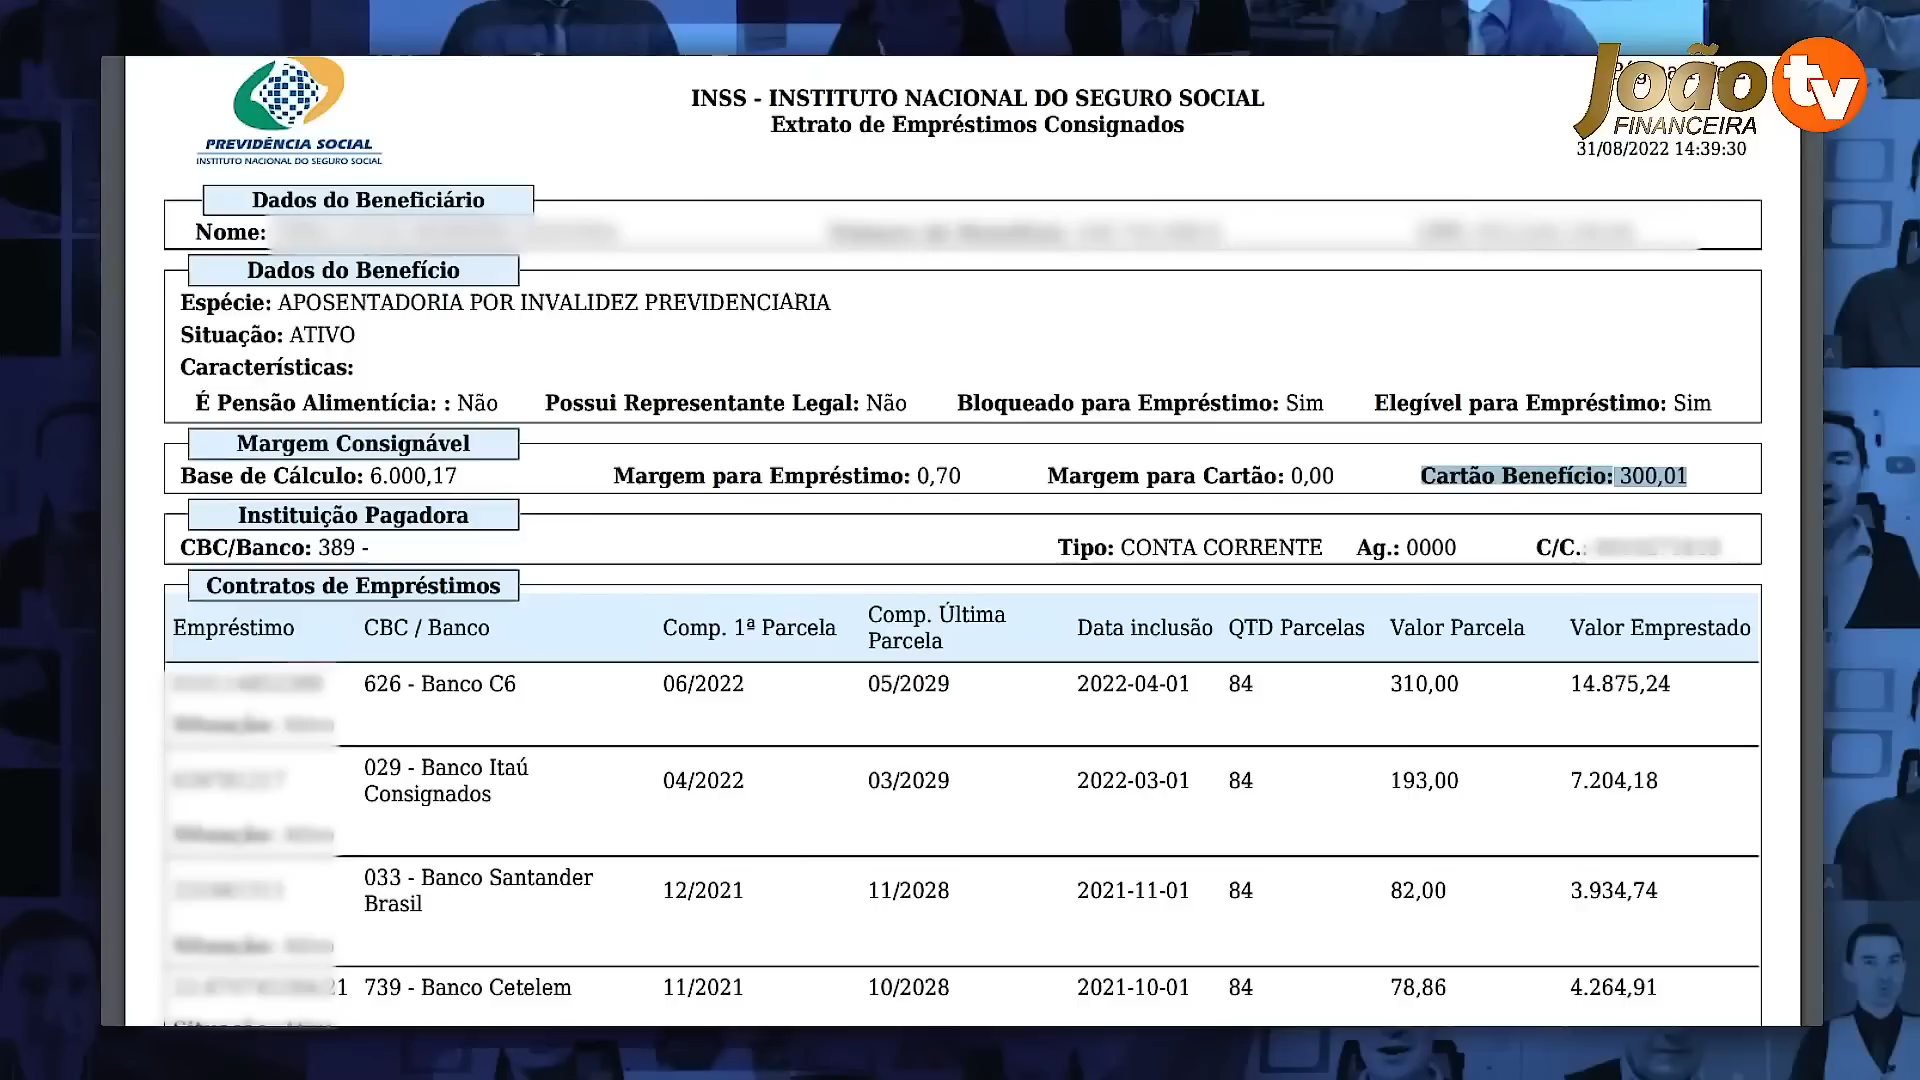 João tv
FINANCEIRA
PREVIDÊNCIA SOCIAL
INSTITUTO NACIONAL DO SEGURO SOCIAL
INSS - INSTITUTO NACIONAL DO SEGURO SOCIAL
Extrato de Empréstimos Consignados
31/08/2022 14:39:30
Dados do Beneficiário
Nome:
Dados do Benefício
Espécie: APOSENTADORIA POR INVALIDEZ PREVIDENCIARIA
Situação: ATIVO
Características:
É Pensão Alimentícia: : Não Possui Representante Legal: Não Bloqueado para Empréstimo: Sim Elegível para Empréstimo: Sim
Margem Consignável
Base de Cálculo: 6.000,17 Margem para Empréstimo: 0,70 Margem para Cartão: 0,00 Cartão Benefício: 300,01
Instituição Pagadora
CBC/Banco: 389 - Tipo: CONTA CORRENTE Ag.: 0000 C/C.:
Contratos de Empréstimos
Empréstimo CBC / Banco Comp. 1ª Parcela Comp. Última Parcela Data inclusão QTD Parcelas Valor Parcela Valor Emprestado
626 - Banco C6 06/2022 05/2029 2022-04-01 84 310,00 14.875,24
029 - Banco Itaú
Consignados 04/2022 03/2029 2022-03-01 84 193,00 7.204,18
033 - Banco Santander
Brasil 12/2021 11/2028 2021-11-01 84 82,00 3.934,74
739 - Banco Cetelem 11/2021 10/2028 2021-10-01 84 78,86 4.264,91